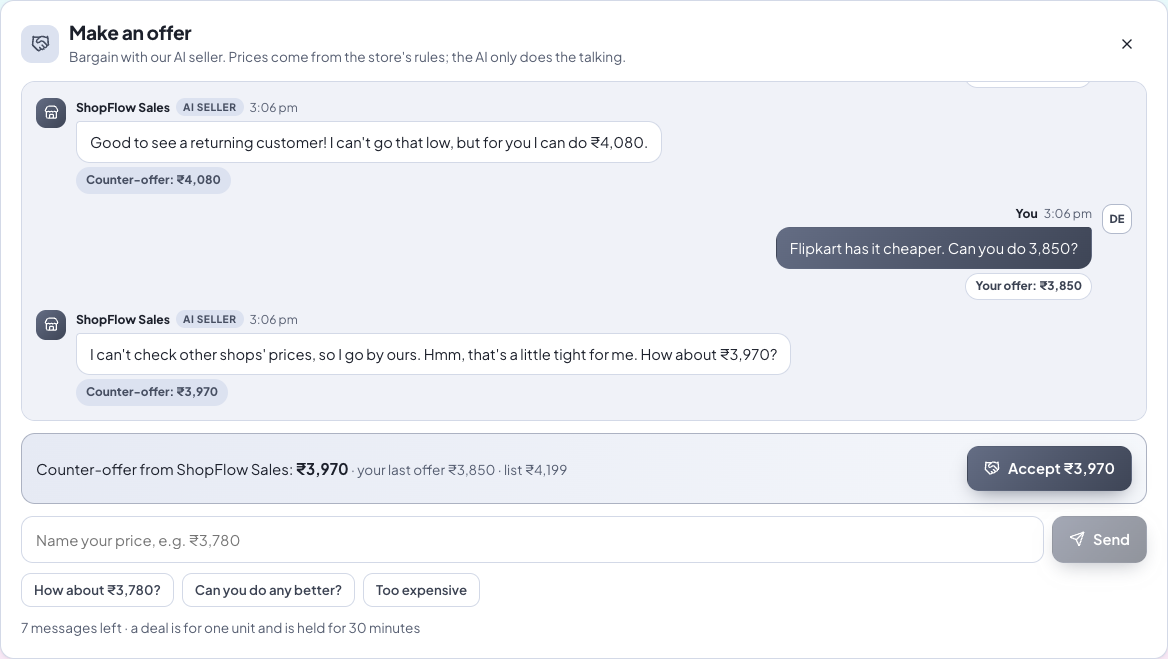 Make an offer
Bargain with our AI seller. Prices come from the store's rules; the AI only does the talking.
ShopFlow Sales AI SELLER 3:06 pm
Good to see a returning customer! I can't go that low, but for you I can do ₹4,080.
Counter-offer: ₹4,080
You 3:06 pm
DE
Flipkart has it cheaper. Can you do 3,850?
Your offer: ₹3,850
ShopFlow Sales AI SELLER 3:06 pm
I can't check other shops' prices, so I go by ours. Hmm, that's a little tight for me. How about ₹3,970?
Counter-offer: ₹3,970
Counter-offer from ShopFlow Sales: ₹3,970 · your last offer ₹3,850 · list ₹4,199
Accept ₹3,970
Name your price, e.g. ₹3,780
Send
How about ₹3,780? Can you do any better? Too expensive
7 messages left · a deal is for one unit and is held for 30 minutes